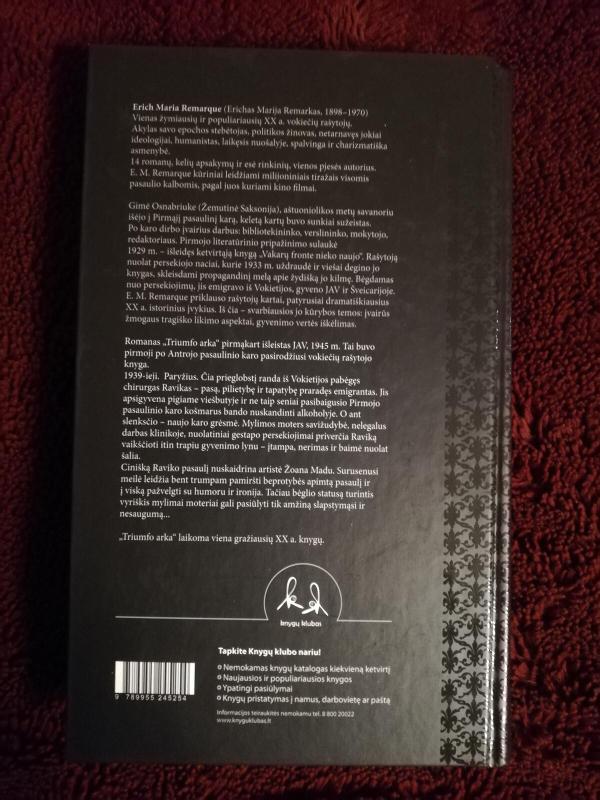 Erich Maria Remarque (Erichas Marija Remarkas, 1898–1970)
Vienas žymiausių ir populiariausių XX a. vokiečių rašytojų.
Akylas savo epochos stebėtojas, politikos žinovas, netarnavęs jokiai
ideologijai, humanistas, laikęsis nuošalyje, spalvinga ir charizmatiška
asmenybė.
14 romanų, kelių apsakymų ir esė rinkinių, vienos pjesės autorius.
E. M. Remarque kūriniai leidžiami milijoniniais tiražais visomis
pasaulio kalbomis, pagal juos kuriami kino filmai.
Gimė Osnabriuke (Žemutinė Saksonija), aštuoniolikos metų savanoriu
išėjo į Pirmąjį pasaulinį karą, keletą kartų buvo sunkiai sužeistas.
Po karo dirbo įvairius darbus: bibliotekininko, verslininko, mokytojo,
redaktoriaus. Pirmojo literatūrinio pripažinimo sulaukė
1929 m. – išleidęs ketvirtąją knygą „Vakarų fronte nieko naujo“. Rašytoją
nuolat persekiojo naciai, kurie 1933 m. uždraudė ir viešai degino jo
knygas, skleisdami propagandinį melą apie žydišką jo kilmę. Bėgdamas
nuo persekiojimų, jis emigravo iš Vokietijos, gyveno JAV ir Šveicarijoje.
E. M. Remarque priklauso rašytojų kartai, patyrusiai dramatiškiausius
XX a. istorinius įvykius. Iš čia – svarbiausios jo kūrybos temos: įvairūs
žmogaus tragiško likimo aspektai, gyvenimo vertės iškėlimas.
Romanas „Triumfo arka“ pirmąkart išleistas JAV, 1945 m. Tai buvo
pirmoji po Antrojo pasaulinio karo pasirodžiusi vokiečių rašytojo
knyga.
1939-ieji. Paryžius. Čia prieglobstį randa iš Vokietijos pabėgęs
chirurgas Ravikas – pasą, pilietybę ir tapatybę praradęs emigrantas. Jis
apsigyvena pigiame viešbutyje ir ne taip seniai pasibaigusio Pirmojo
pasaulinio karo košmarus bando nuskandinti alkoholyje. O ant
slenksčio – naujo karo grėsmė. Mylimos moters savižudybė, nelegalus
darbas klinikoje, nuolatiniai gestapo persekiojimai priverčia Raviką
vaikščioti itin trapiu gyvenimo lynu – įtampa, nerimas ir baimė nuolat
šalia.
Cinišką Raviko pasaulį nuskaidrina artistė Žoana Madu. Surusenusi
meilė leidžia bent trumpam pamiršti beprotybės apimtą pasaulį ir
į viską pažvelgti su humoru ir ironija. Tačiau bėglio statusą turintis
vyriškis mylimai moteriai gali pasiūlyti tik amžiną slapstymąsi ir
nesaugumą...
„Triumfo arka“ laikoma viena gražiausių XX a. knygų.
knygų klubas
Tapkite Knygų klubo nariu!
Nemokamas knygų katalogas kiekvieną ketvirtį
Naujausios ir populiariausios knygos
Ypatingi pasiūlymai
Knygų pristatymas į namus, darbovietę ar paštą
Informacijos teiraukitės nemokamu tel. 8 800 20022
www.knyguklubas.lt
9 789955 245254